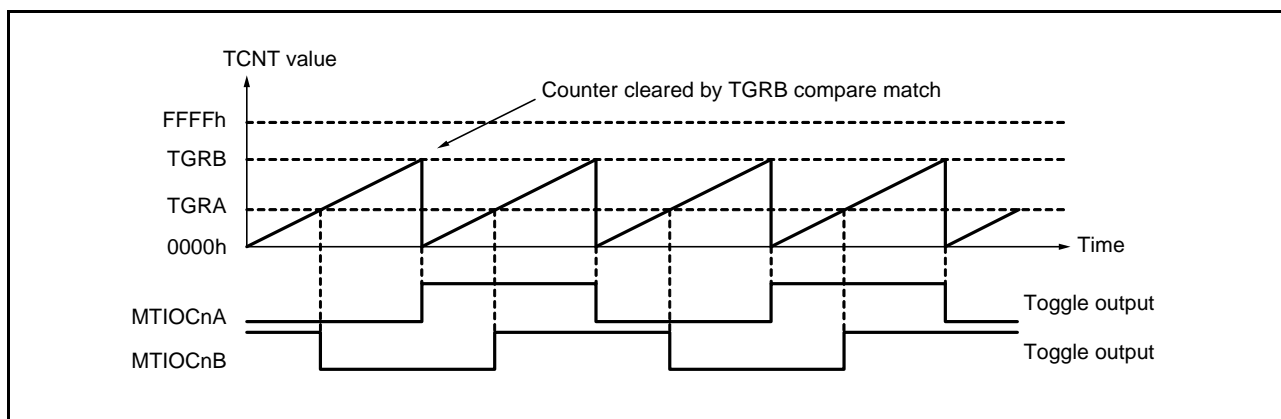 TCNT value
Counter cleared by TGRB compare match
FFFFh
TGRB
TGRA
0000h
Time
MTIOCnA
Toggle output
MTIOCnB
Toggle output